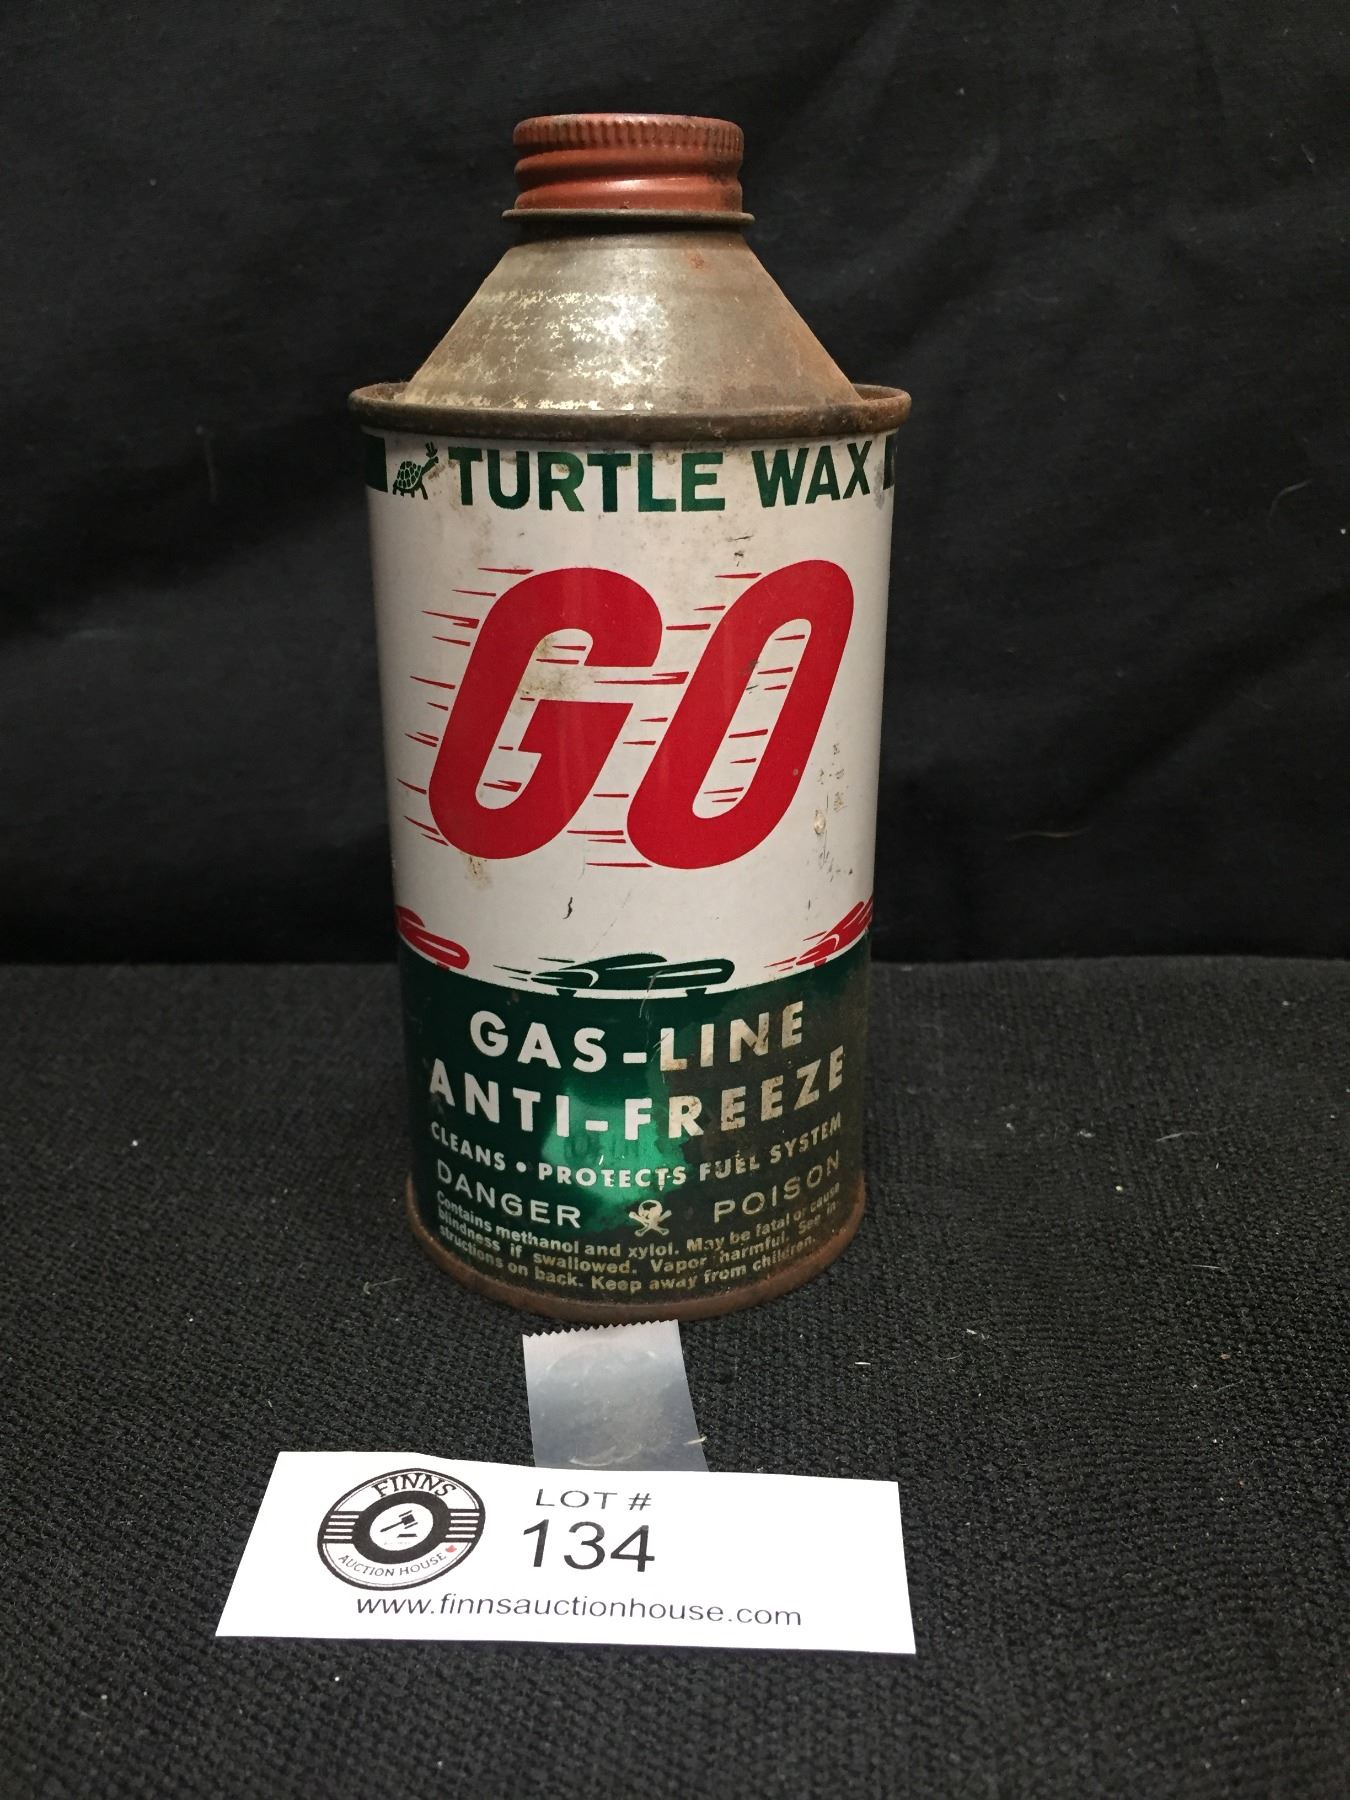 TURTLE WAX
GO
GAS-LINE
ANTI-FREEZE
CLEANS • PROTECTS FUEL SYSTEM
DANGER POISON
Contains methanol and xylol. May be fatal or cause
blindness if swallowed. Vapor harmful. See in-
structions on back. Keep away from children.
FINNS
AUCTION HOUSE
LOT #
134
www.finnsauctionhouse.com